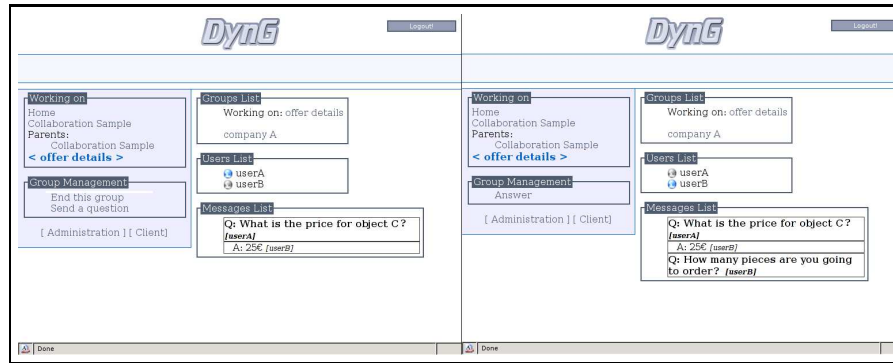 DynG
Logout!
Working on
Home
Collaboration Sample
Parents:
Collaboration Sample
< offer details >
Group Management
End this group
Send a question
[ Administration ] [ Client]
Groups List
Working on: offer details
company A
Users List
userA
userB
Messages List
Q: What is the price for object C?
[userA]
A: 25€ [userB]
Done
DynG
Logout!
Working on
Home
Collaboration Sample
Parents:
Collaboration Sample
< offer details >
Group Management
Answer
[ Administration ] [ Client]
Groups List
Working on: offer details
company A
Users List
userA
userB
Messages List
Q: What is the price for object C?
[userA]
A: 25€ [userB]
Q: How many pieces are you going
to order? [userB]
Done